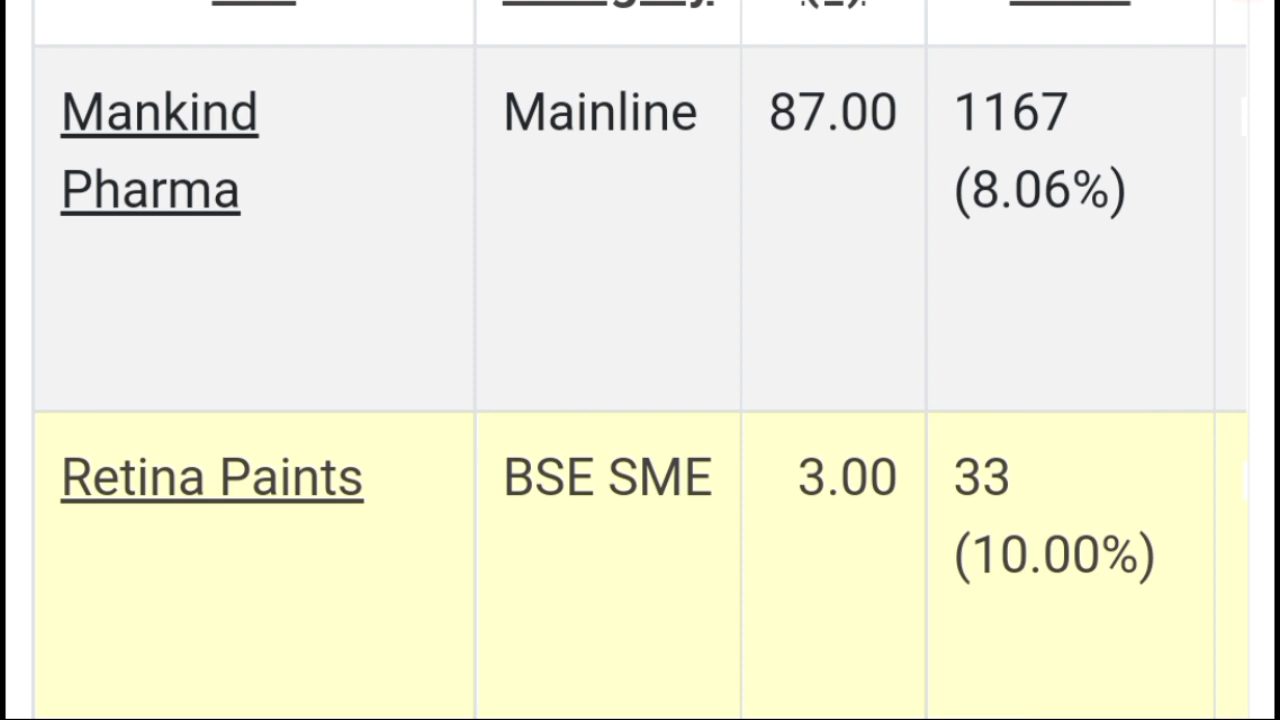 Mankind Mainline 87.00 1167
Pharma (8.06%)
Retina Paints BSE SME 3.00 33
(10.00%)